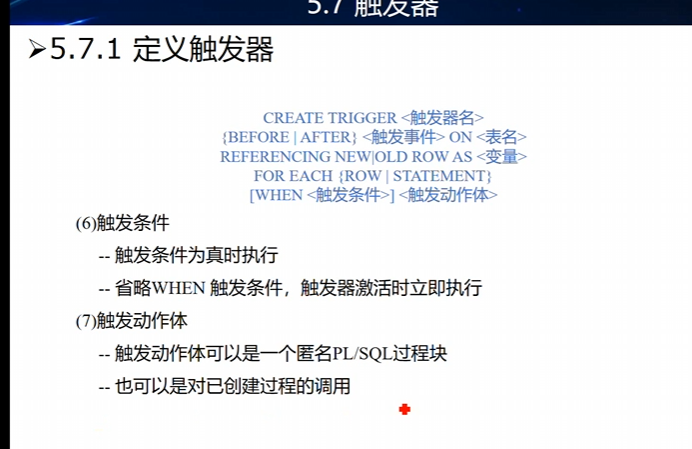 5.7 触发器
➢5.7.1 定义触发器
CREATE TRIGGER <触发器名>
{BEFORE | AFTER} <触发事件> ON <表名>
REFERENCING NEW|OLD ROW AS <变量>
FOR EACH {ROW | STATEMENT}
[WHEN <触发条件>] <触发动作体>
(6)触发条件
-- 触发条件为真时执行
-- 省略WHEN 触发条件，触发器激活时立即执行
(7)触发动作体
-- 触发动作体可以是一个匿名PL/SQL过程块
-- 也可以是对已创建过程的调用